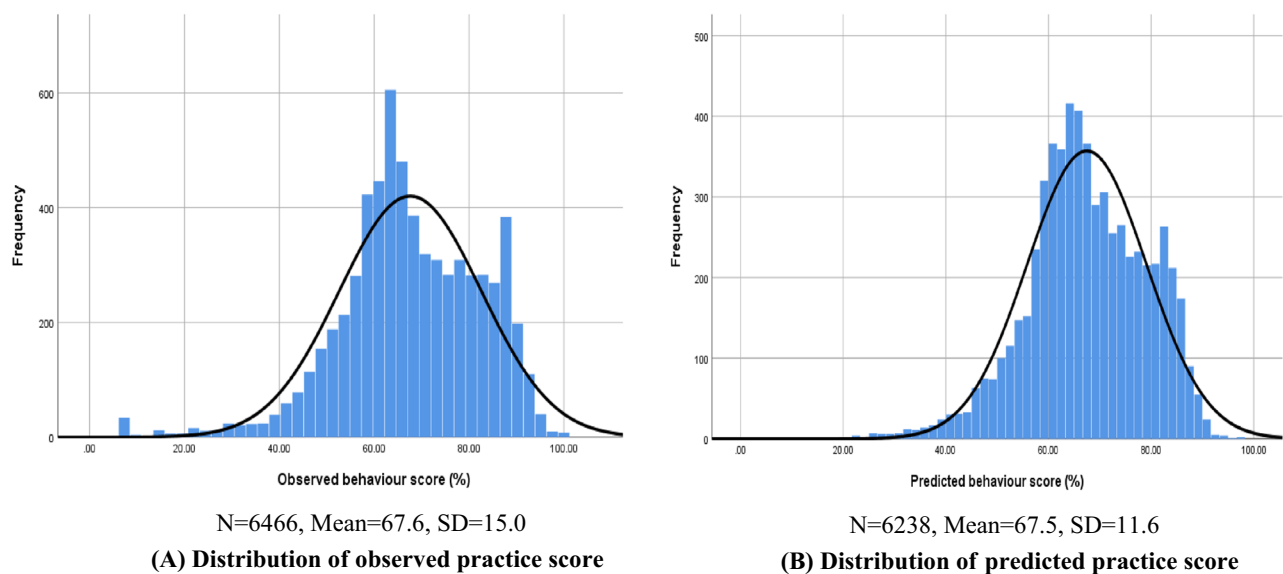 Frequency
600
400
200
0
.00 20.00 40.00 60.00 80.00 100.00
Observed behaviour score (%)
N=6466, Mean=67.6, SD=15.0
(A) Distribution of observed practice score
Frequency
500
400
300
200
100
0
.00 20.00 40.00 60.00 80.00 100.00
Predicted behaviour score (%)
N=6238, Mean=67.5, SD=11.6
(B) Distribution of predicted practice score